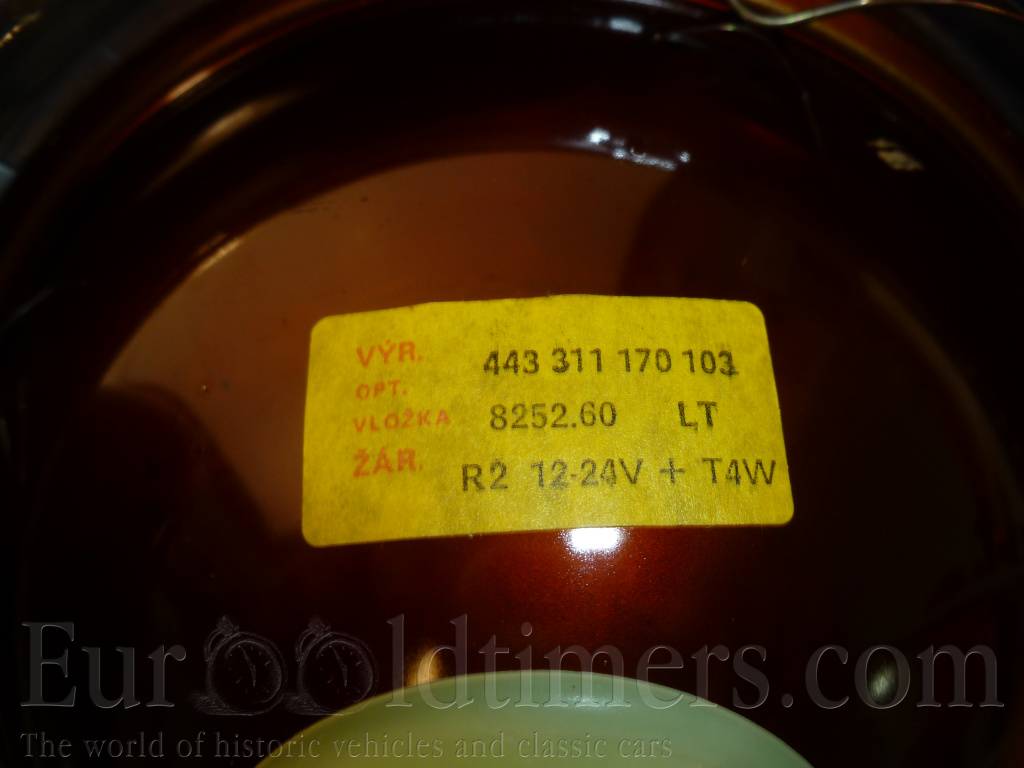 VÝR. 443 311 170 103
OPT.
VLOŽKA 8252.60 LT
ŽÁR. R2 12-24V + T4W
EurOldtimers.com
The world of historic vehicles and classic cars